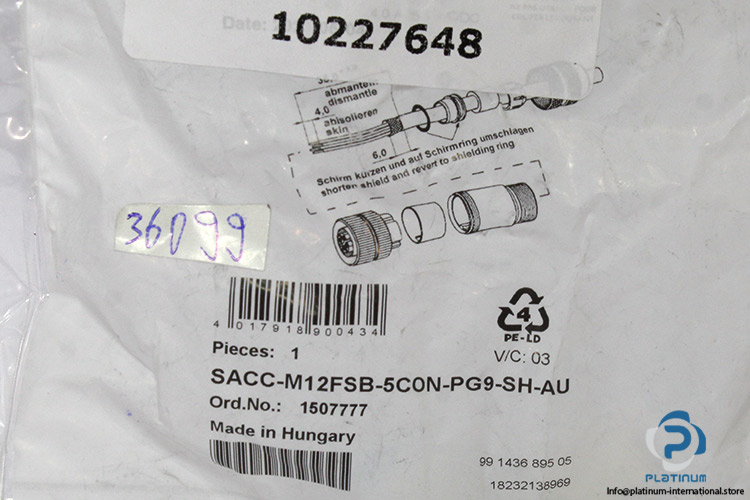 10227648
abmanteln
dismantle
4,0
abisolieren
skin
6,0
Schirm kürzen und auf Schirmring umschlagen
shorten shield and revert to shielding ring
36099
4 017918 900434
4
PE-LD
Pieces: 1
V/C: 03
SACC-M12FSB-5CON-PG9-SH-AU
Ord.No.: 1507777
Made in Hungary
99 1436 895 05
18232138969
PLATINUM
Info@platinum-international.store